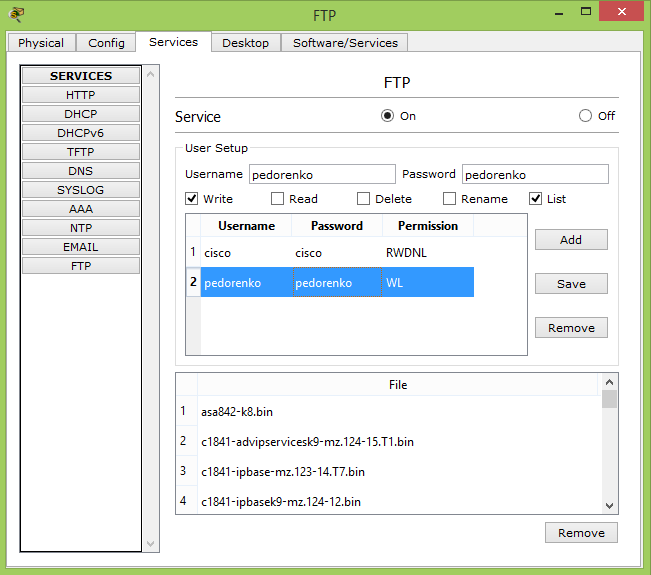 FTP
Physical Config Services Desktop Software/Services
SERVICES
HTTP
DHCP
DHCPv6
TFTP
DNS
SYSLOG
AAA
NTP
EMAIL
FTP
FTP
Service On Off
User Setup
Username pedorenko Password pedorenko
Write Read Delete Rename List
Username Password Permission
1 cisco cisco RWDNL
2 pedorenko pedorenko WL
Add
Save
Remove
File
1 asa842-k8.bin
2 c1841-advipservicesk9-mz.124-15.T1.bin
3 c1841-ipbase-mz.123-14.T7.bin
4 c1841-ipbasek9-mz.124-12.bin
Remove